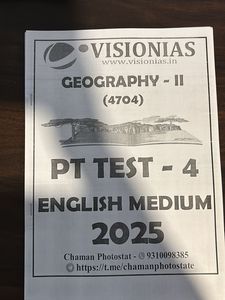 VISIONIAS
www.visionias.in
GEOGRAPHY - II
(4704)
PT TEST - 4
ENGLISH MEDIUM
2025
Chaman Photostat - 9310098385
https://t.me/chamanphotostate